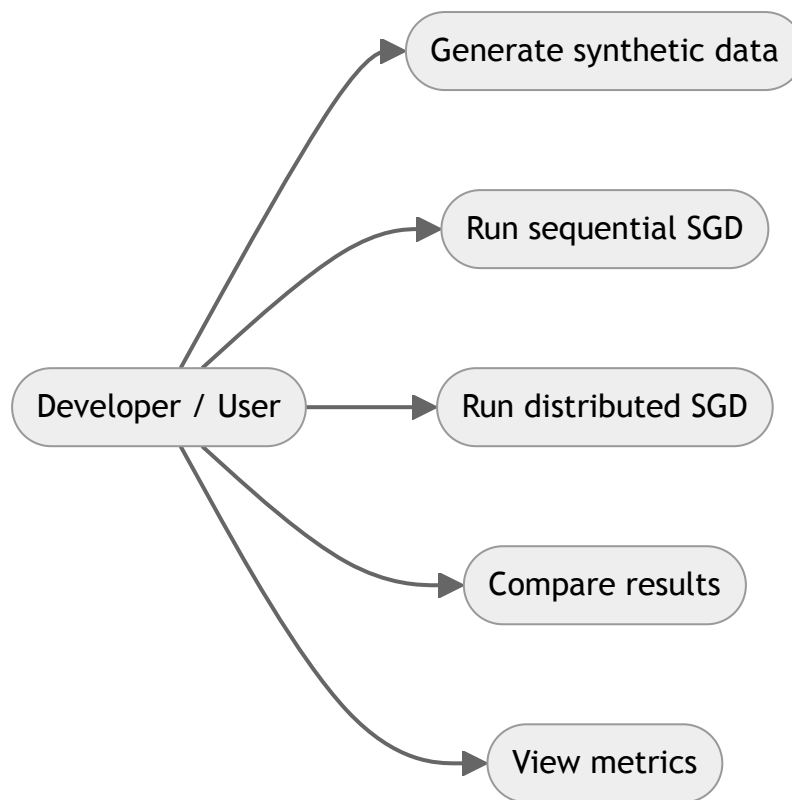 Generate synthetic data
Run sequential SGD
Developer / User
Run distributed SGD
Compare results
View metrics